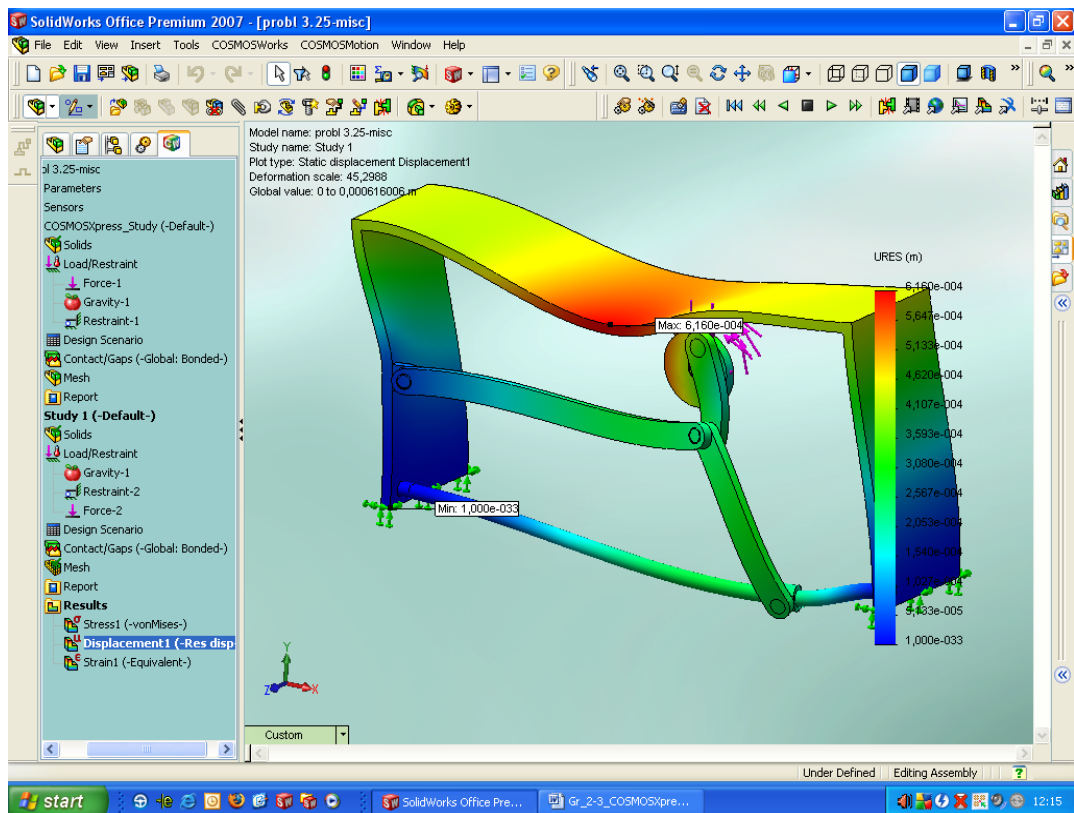 SolidWorks Office Premium 2007 - [probl 3.25-misc]
File Edit View Insert Tools COSMOSWorks COSMOSMotion Window Help
pl 3.25-misc
Parameters
Sensors
COSMOSXpress_Study (-Default-)
Solids
Load/Restraint
Force-1
Gravity-1
Restraint-1
Design Scenario
Contact/Gaps (-Global: Bonded-)
Mesh
Report
Study 1 (-Default-)
Solids
Load/Restraint
Gravity-1
Restraint-2
Force-2
Design Scenario
Contact/Gaps (-Global: Bonded-)
Mesh
Report
Results
Stress1 (-vonMises-)
Displacement1 (-Res disp-
Strain1 (-Equivalent-)
Model name: probl 3.25-misc
Study name: Study 1
Plot type: Static displacement Displacement1
Deformation scale: 45,2988
Global value: 0 to 0,000616006 m
Max: 6,160e-004
Min: 1,000e-033
URES (m)
6,160e-004
5,647e-004
5,133e-004
4,620e-004
4,107e-004
3,593e-004
3,080e-004
2,567e-004
2,053e-004
1,540e-004
1,027e-004
5,133e-005
1,000e-033
Y
Z
X
Custom
Under Defined
Editing Assembly
start
SolidWorks Office Pre...
Gr_2-3_COSMOSXpre...
12:15